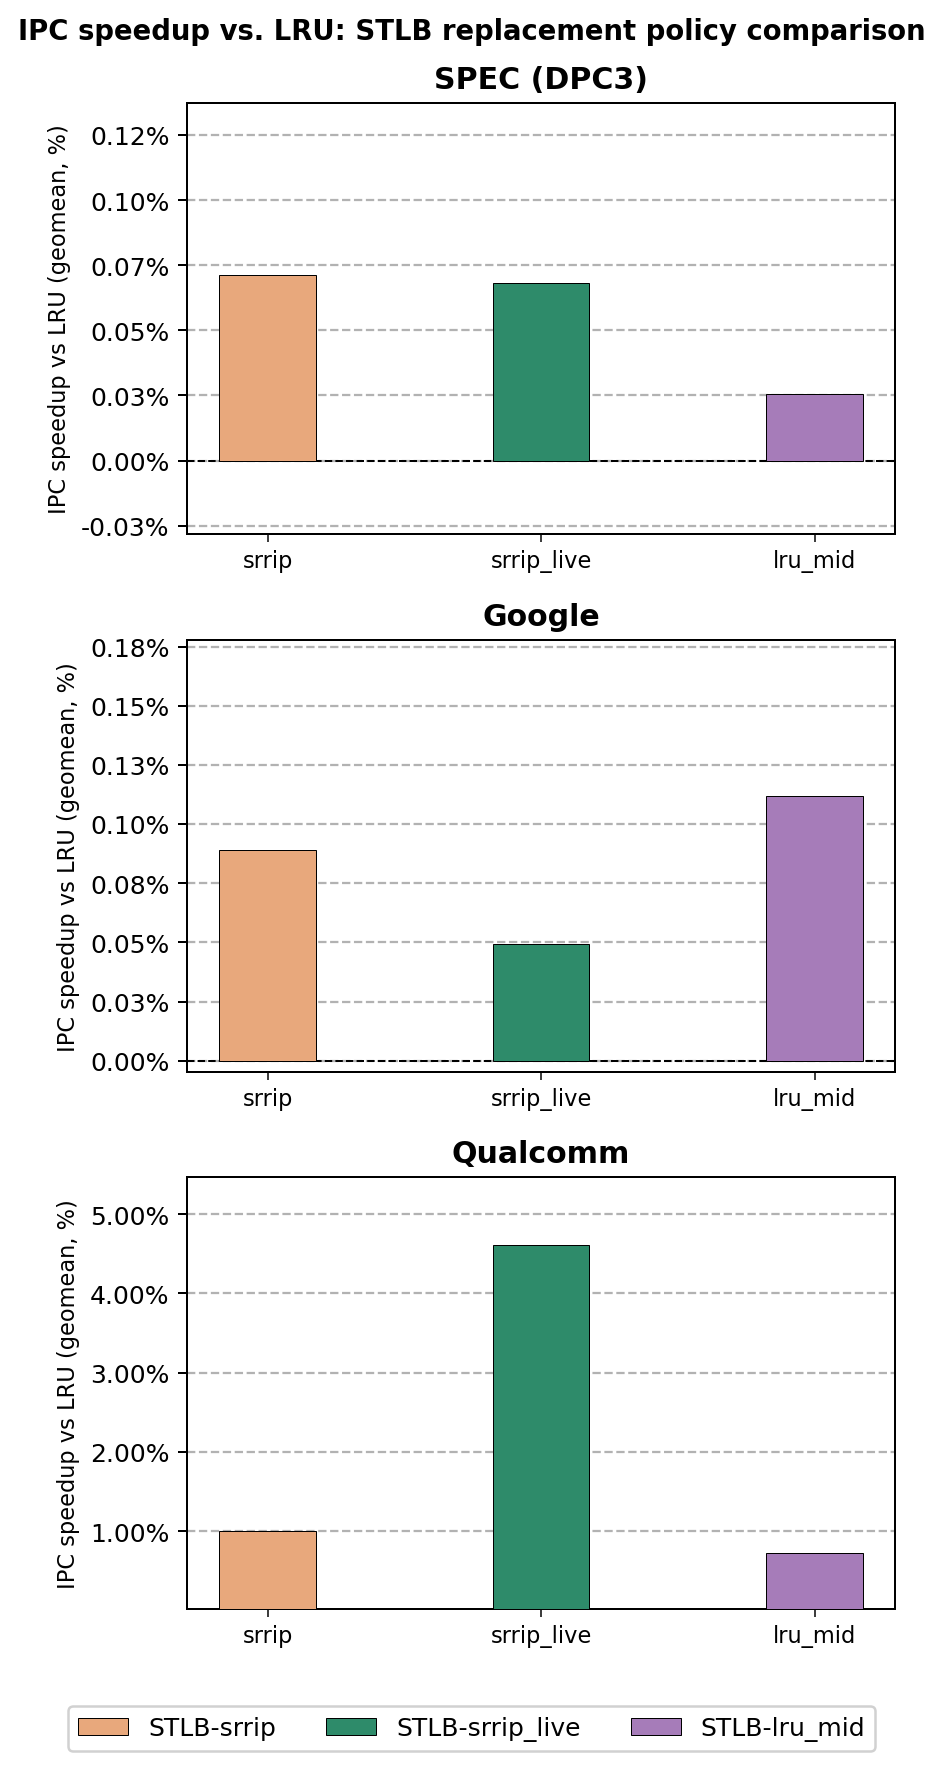 IPC speedup vs. LRU: STLB replacement policy comparison
SPEC (DPC3)
IPC speedup vs LRU (geomean, %)
0.12%
0.10%
0.07%
0.05%
0.03%
0.00%
-0.03%
srrip srrip_live lru_mid
Google
IPC speedup vs LRU (geomean, %)
0.18%
0.15%
0.13%
0.10%
0.08%
0.05%
0.03%
0.00%
srrip srrip_live lru_mid
Qualcomm
IPC speedup vs LRU (geomean, %)
5.00%
4.00%
3.00%
2.00%
1.00%
srrip srrip_live lru_mid
STLB-srrip STLB-srrip_live STLB-lru_mid